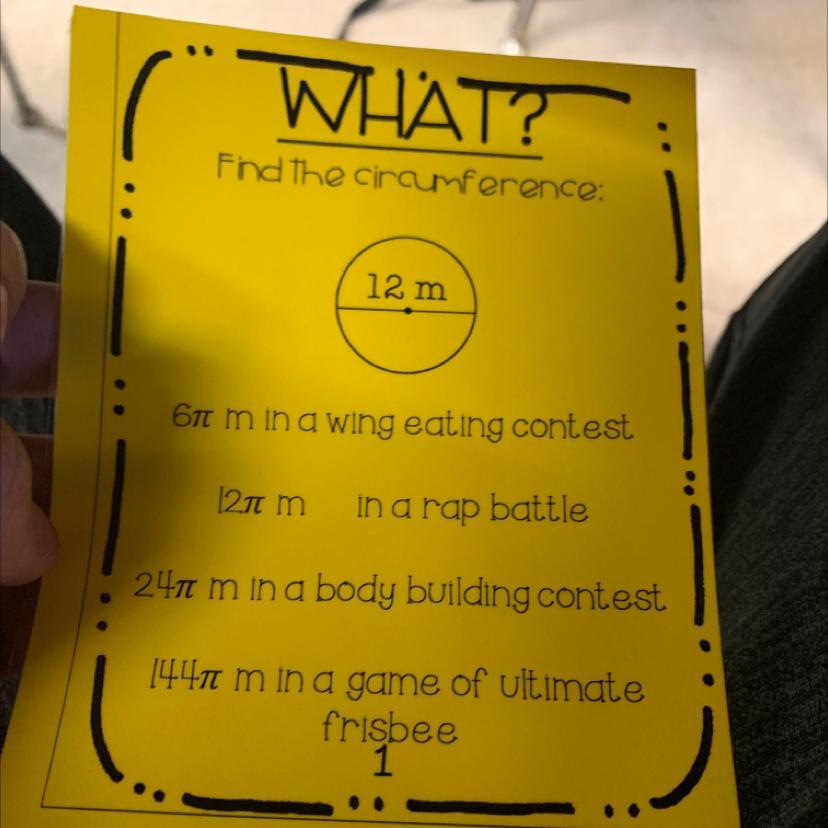 WHAT?
Find The circumference:
12 m
6π m in a wing eating contest
12π m in a rap battle
24π m in a body building contest
144π m in a game of ultimate
frisbee
1